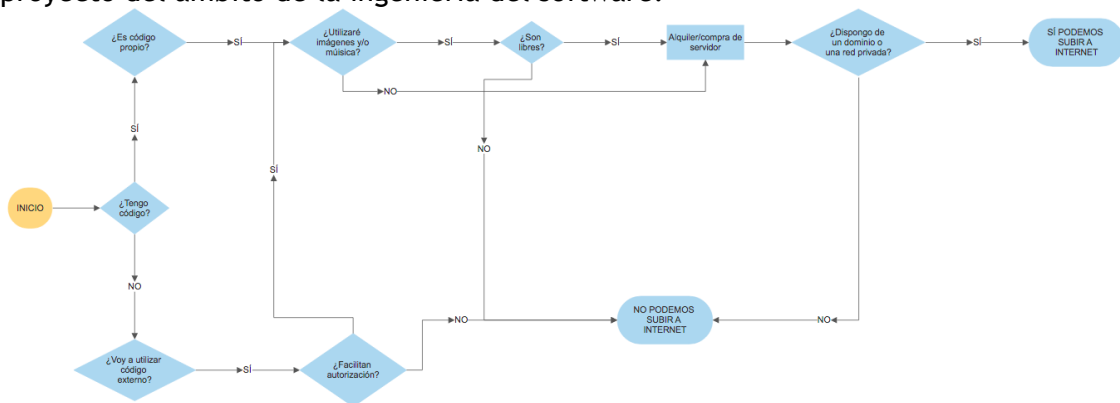 proyecto del ámbito de la ingeniería del software.
¿Es código
propio?
SÍ
¿Utilizaré
imágenes y/o
múisica?
SÍ
¿Son
libres?
SÍ
Alquiler/compra de
servidor
¿Dispongo de
un dominio o
una red privada?
SÍ
SÍ PODEMOS
SUBIR A
INTERNET
NO
SÍ
NO
SÍ
INICIO
¿Tengo
código?
NO
NO PODEMOS
SUBIR A
INTERNET
NO
NO
¿Voy a utilizar
código
externo?
SÍ
¿Facilitan
autorización?